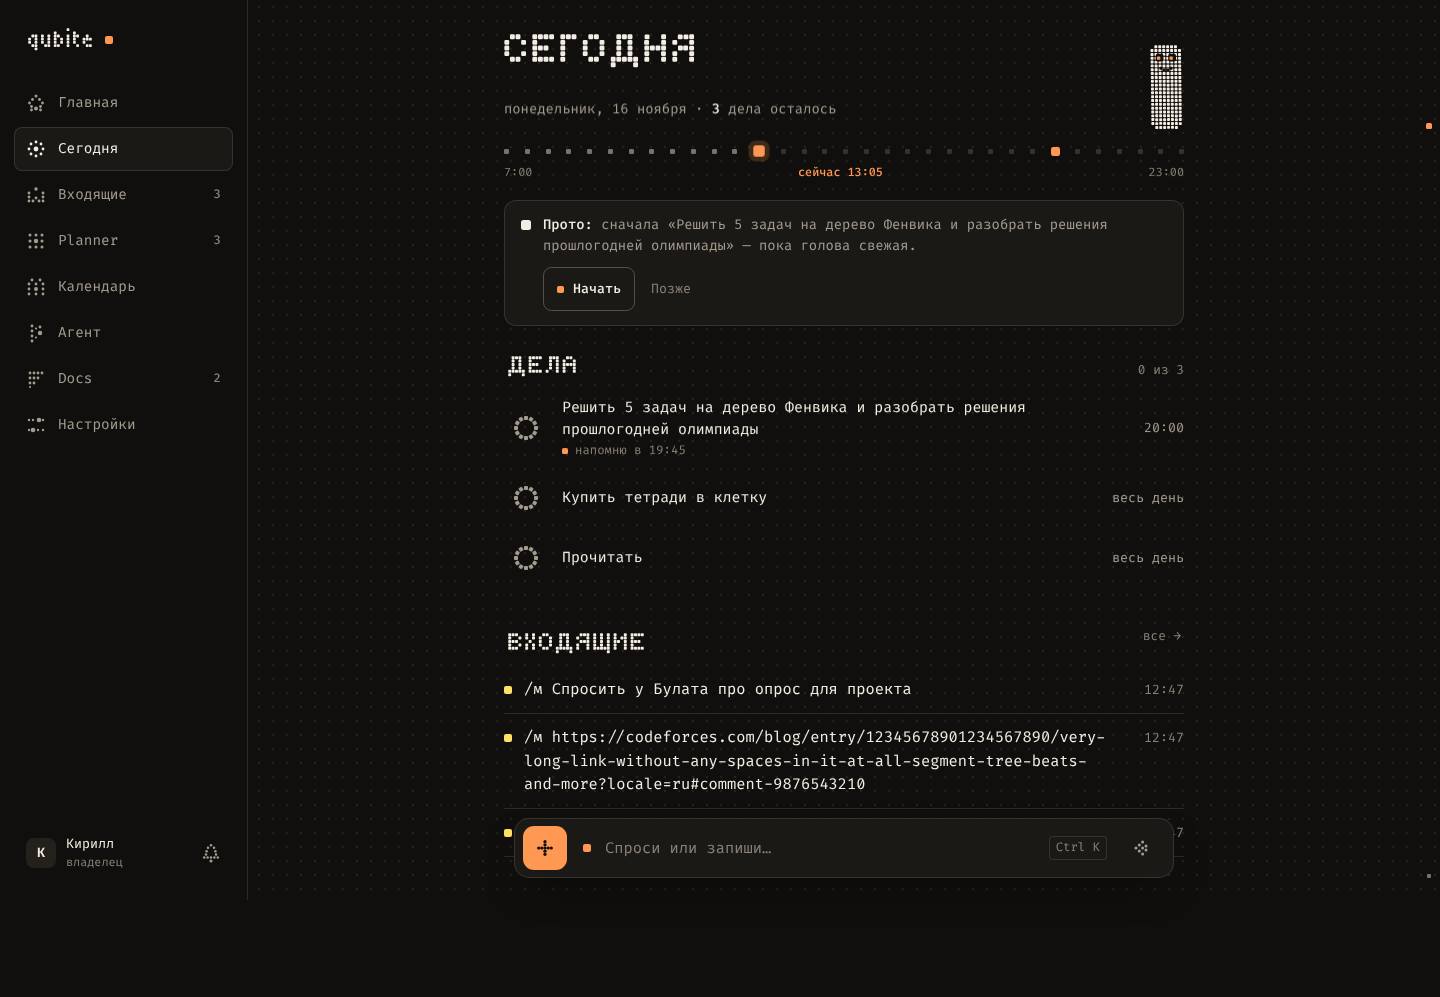 qubite
Главная
Сегодня
Входящие 3
Planner 3
Календарь
Агент
Docs 2
Настройки
К Кирилл
владелец
СЕГОДНЯ
понедельник, 16 ноября · 3 дела осталось
7:00 сейчас 13:05 23:00
Прото: сначала «Решить 5 задач на дерево Фенвика и разобрать решения
прошлогодней олимпиады» — пока голова свежая.
Начать Позже
ДЕЛА 0 из 3
Решить 5 задач на дерево Фенвика и разобрать решения
прошлогодней олимпиады 20:00
напомню в 19:45
Купить тетради в клетку весь день
Прочитать весь день
ВХОДЯЩИЕ все →
/м Спросить у Булата про опрос для проекта 12:47
/м https://codeforces.com/blog/entry/12345678901234567890/very- 12:47
long-link-without-any-spaces-in-it-at-all-segment-tree-beats-
and-more?locale=ru#comment-9876543210
Спроси или запиши… Ctrl K